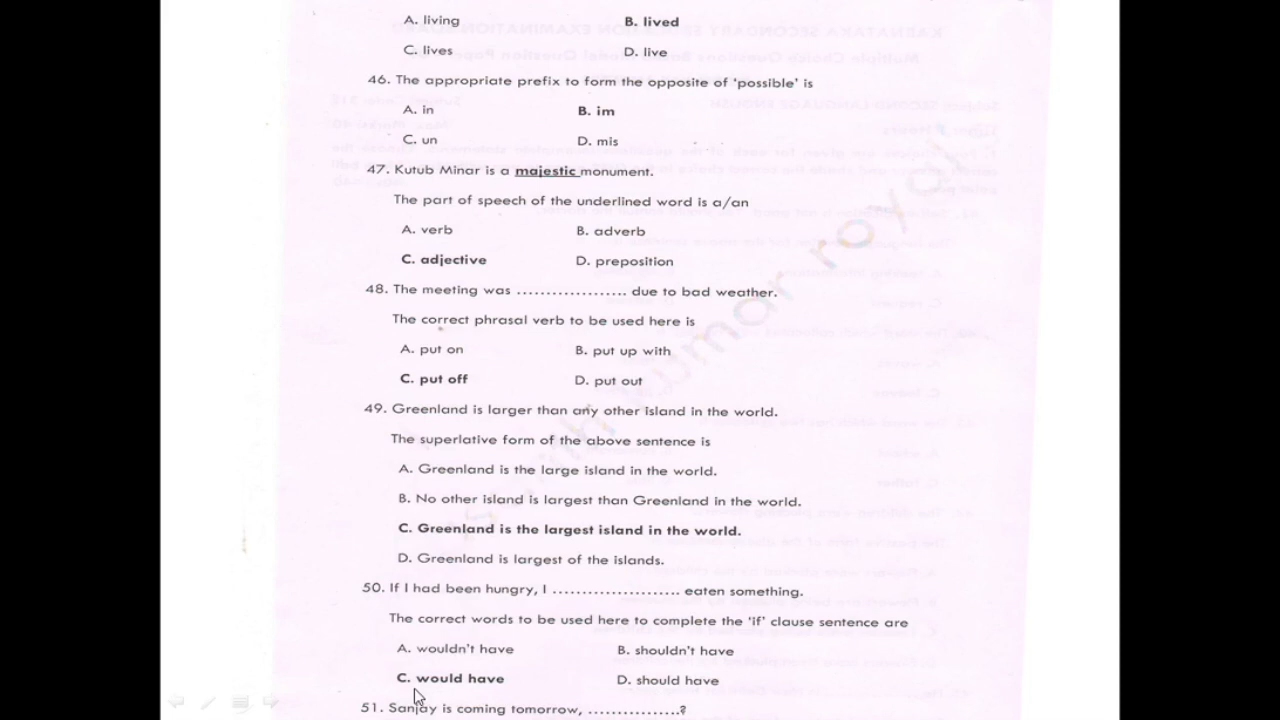 A. living B. lived
C. lives D. live
46. The appropriate prefix to form the opposite of 'possible' is
A. in B. im
C. un D. mis
47. Kutub Minar is a majestic monument.
The part of speech of the underlined word is a/an
A. verb B. adverb
C. adjective D. preposition
48. The meeting was ................... due to bad weather.
The correct phrasal verb to be used here is
A. put on B. put up with
C. put off D. put out
49. Greenland is larger than any other island in the world.
The superlative form of the above sentence is
A. Greenland is the large island in the world.
B. No other island is largest than Greenland in the world.
C. Greenland is the largest island in the world.
D. Greenland is largest of the islands.
50. If I had been hungry, I ...................... eaten something.
The correct words to be used here to complete the 'if' clause sentence are
A. wouldn't have B. shouldn't have
C. would have D. should have
51. Sanjay is coming tomorrow, ................?
kumar royal